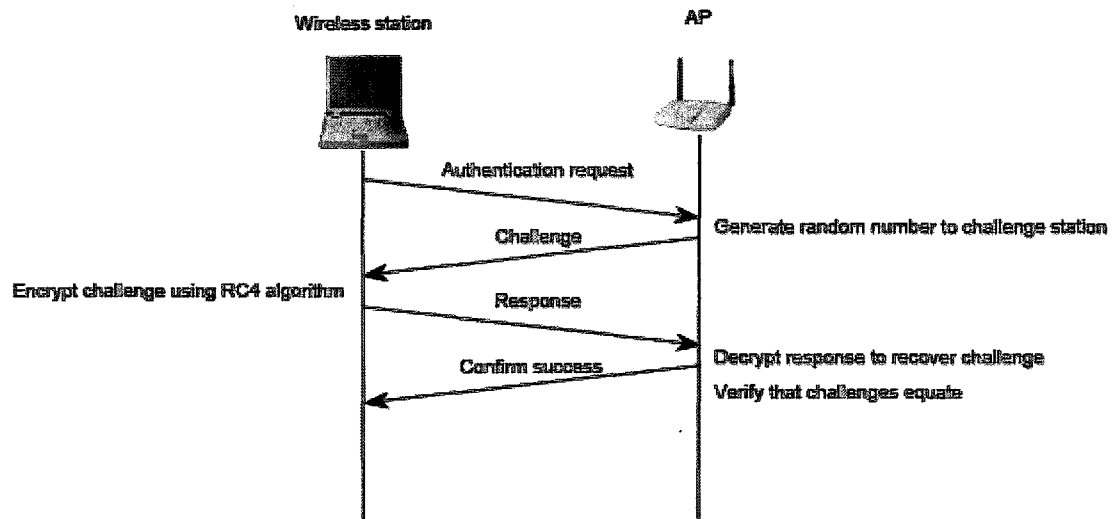 Wireless station
AP
Authentication request
Generate random number to challenge station
Challenge
Encrypt challenge using RC4 algorithm
Response
Decrypt response to recover challenge
Confirm success
Verify that challenges equate